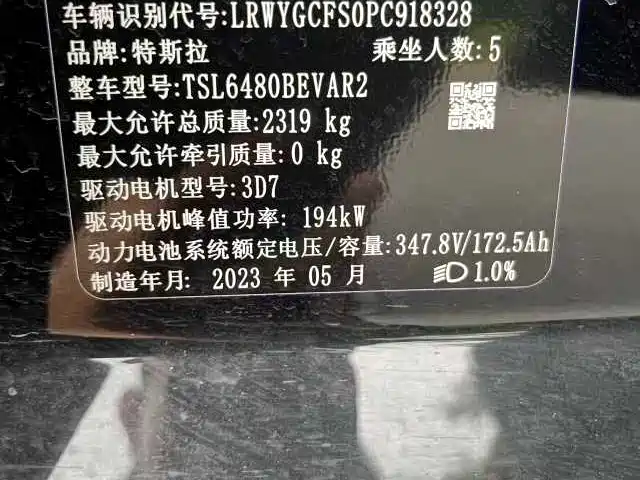 车辆识别代号:LRWYGCFS0PC918328
品牌:特斯拉 乘坐人数:5
整车型号:TSL6480BEVAR2
最大允许总质量:2319 kg
最大允许牵引质量:0 kg
驱动电机型号:3D7
驱动电机峰值功率: 194kW
动力电池系统额定电压/容量:347.8V/172.5Ah
制造年月: 2023 年 05 月 1.0%